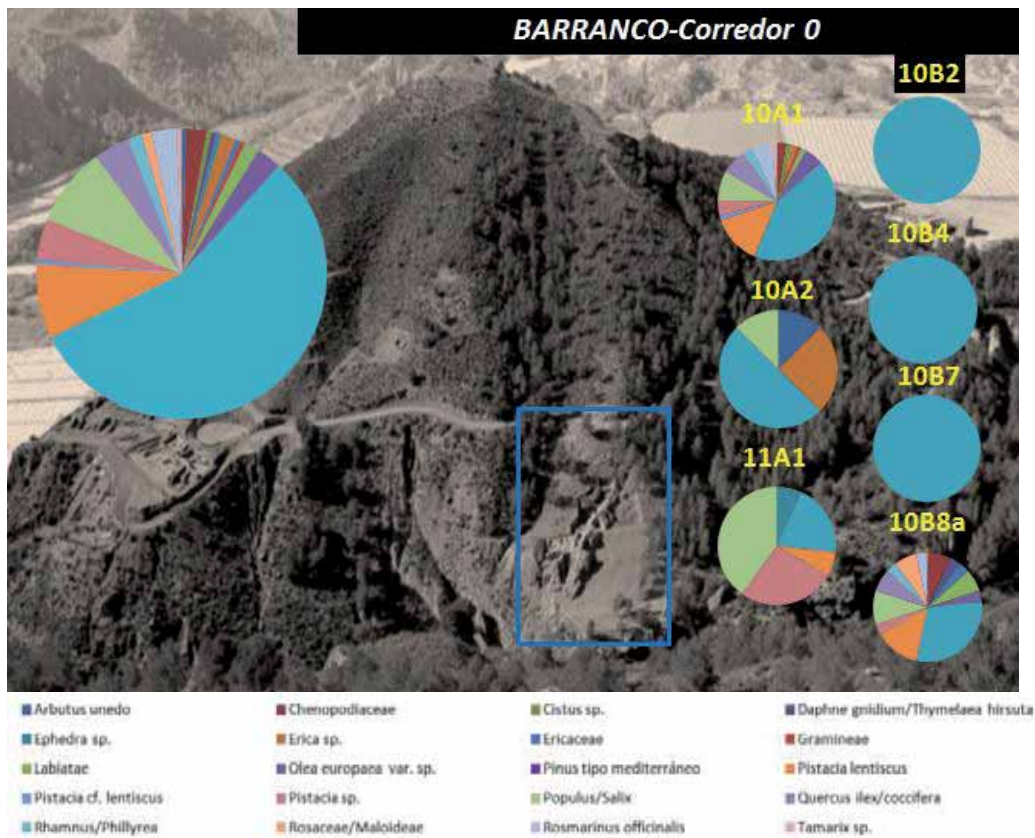 BARRANCO-Corredor 0
10B2
10A1
10B4
10A2
10B7
11A1
10B8a
Arbutus unedo
Chenopodiaceae
Cistus sp.
Daphne gnidium/Thymelaea hirsuta
Ephedra sp.
Erica sp.
Ericaceae
Gramineae
Labiatae
Olea europaea var. sp.
Pinus tipo mediterráneo
Pistacia lentiscus
Pistacia cf. lentiscus
Pistacia sp.
Populus/Salix
Quercus ilex/coccifera
Rhamnus/Phillyrea
Rosaceae/Maloideae
Rosmarinus officinalis
Tamarix sp.